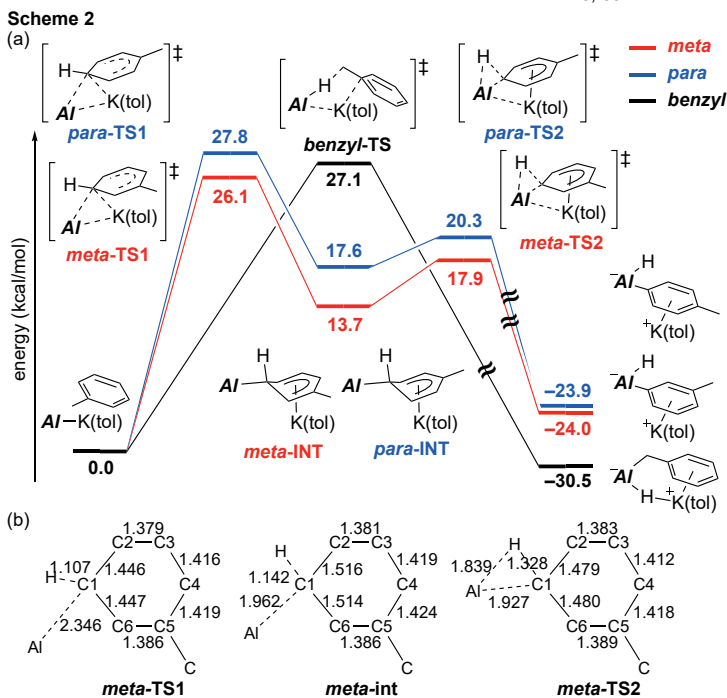 Scheme 2
(a)
H
‡
Al
K(tol)
para-TS1
27.8
H
‡
Al
K(tol)
meta-TS1
26.1
H
‡
Al
K(tol)
benzyl-TS
27.1
H
‡
Al
K(tol)
para-TS2
20.3
meta
para
benzyl
H
‡
Al
K(tol)
meta-TS2
17.9
17.6
13.7
energy (kcal/mol)
Al
K(tol)
0.0
H
Al
K(tol)
meta-INT
H
Al
K(tol)
para-INT
H
− Al
+
K(tol)
−23.9
H
− Al
+
K(tol)
−24.0
− Al
H
+
K(tol)
−30.5
(b)
1.379
C2 C3
1.107
1.446
1.416
H
C1
C4
1.447
1.419
2.346
C6 C5
Al
1.386
C
meta-TS1
1.381
C2 C3
H
1.516
1.419
1.142
C1
C4
1.962
1.514
1.424
Al
C6 C5
1.386
C
meta-int
1.383
H
C2 C3
1.839
1.328
1.479
1.412
Al
C1
C4
1.927
1.480
1.418
C6 C5
1.389
C
meta-TS2